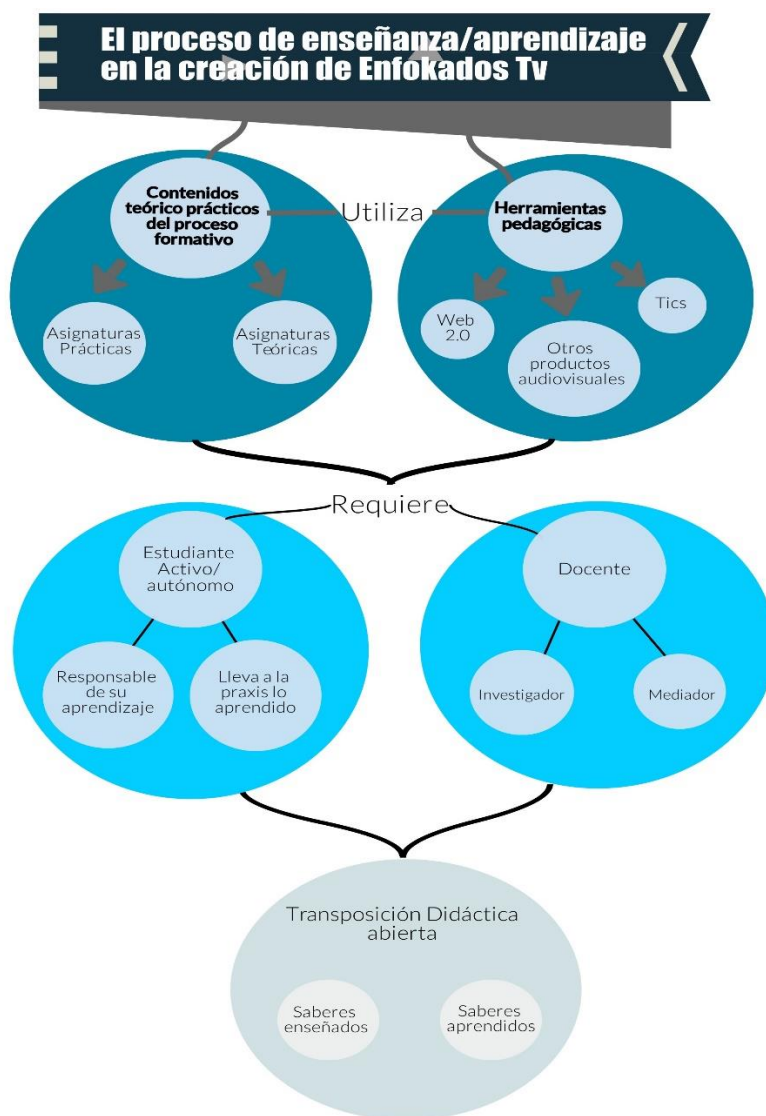 El proceso de enseñanza/aprendizaje
en la creación de Enfokados Tv
Contenidos
teórico prácticos
del proceso
formativo
Utiliza
Herramientas
pedagógicas
Asignaturas
Prácticas
Asignaturas
Teóricas
Web
2.0
Otros
productos
audiovisuales
Tics
Requiere
Estudiante
Activo/
autónomo
Docente
Responsable
de su
aprendizaje
Lleva a la
praxis lo
aprendido
Investigador
Mediador
Transposición Didáctica
abierta
Saberes
enseñados
Saberes
aprendidos